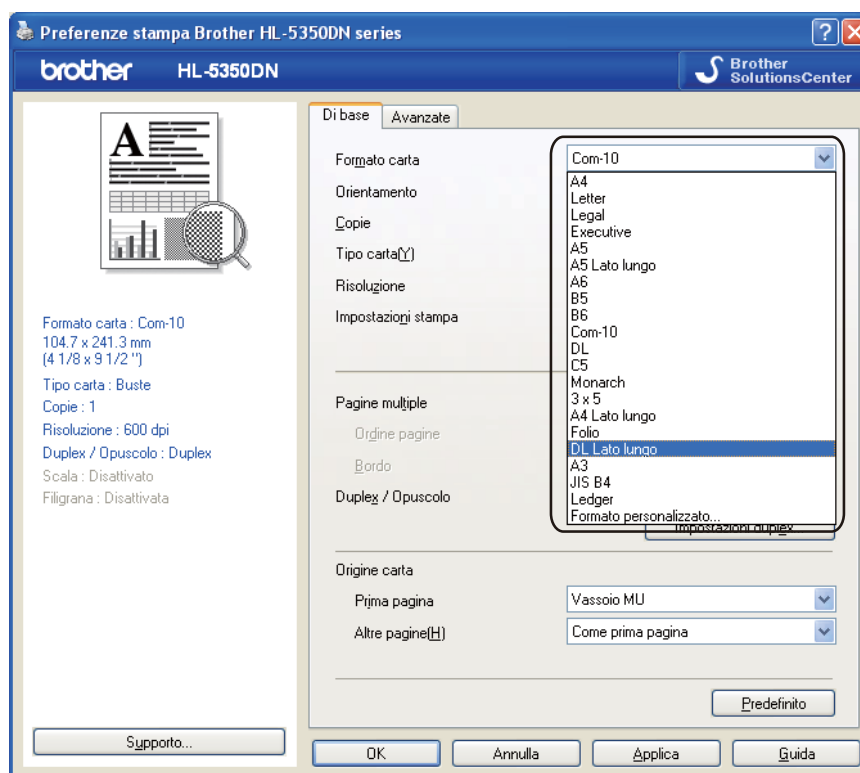 Preferenze stampa Brother HL-5350DN series
brother HL-5350DN
Brother
SolutionsCenter
A
Formato carta : Com-10
104.7 x 241.3 mm
(4 1/8 x 9 1/2 ")
Tipo carta : Buste
Copie : 1
Risoluzione : 600 dpi
Duplex / Opuscolo : Duplex
Scala : Disattivato
Filigrana : Disattivata
Supporto...
Di base Avanzate
Formato carta Com-10
Orientamento
Copie
Tipo carta(Y)
Risoluzione
Impostazioni stampa
A4
Letter
Legal
Executive
A5
A5 Lato lungo
A6
B5
B6
Com-10
DL
C5
Monarch
3 x 5
A4 Lato lungo
Folio
DL Lato lungo
A3
JIS B4
Ledger
Formato personalizzato...
Pagine multiple
Ordine pagine
Bordo
Duplex / Opuscolo
Impostazioni duplex...
Origine carta
Prima pagina Vassoio MU
Altre pagine(H) Come prima pagina
Predefinito
OK Annulla Applica Guida